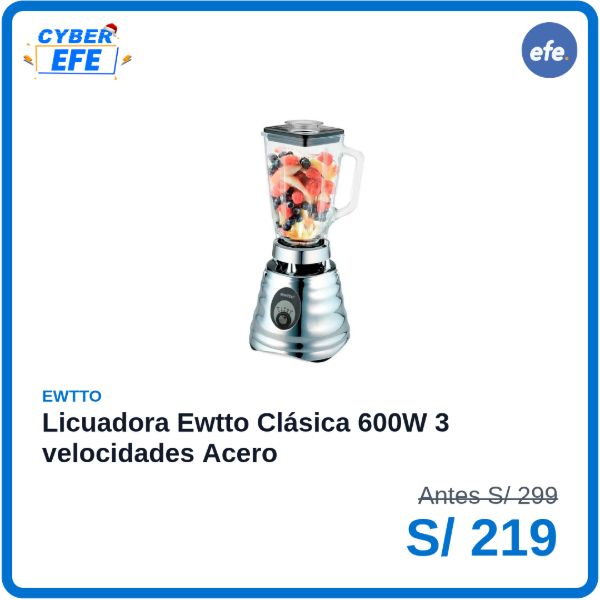 CYBER
EFE
efe.
EWTTO
Licuadora Ewtto Clásica 600W 3
velocidades Acero
Antes S/ 299
S/ 219